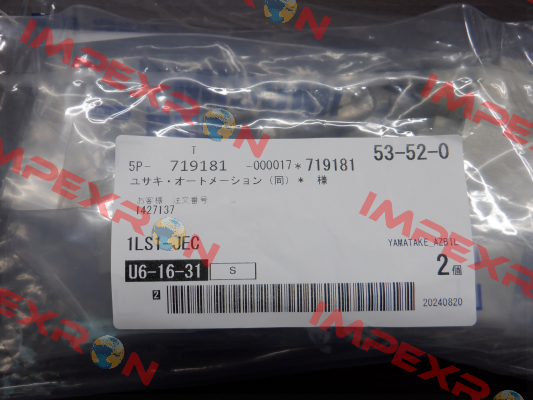 T
5P- 719181 -000017*719181 53-52-0
ユサキ・オートメーション（同）* 様
お客様 注文番号
1427137
1LS1-JEC YAMATAKE AZB1L
U6-16-31 S 2個
2
20240820
IMPEXRON
IMPEXRON
IMPEXRON
IMPEXRON